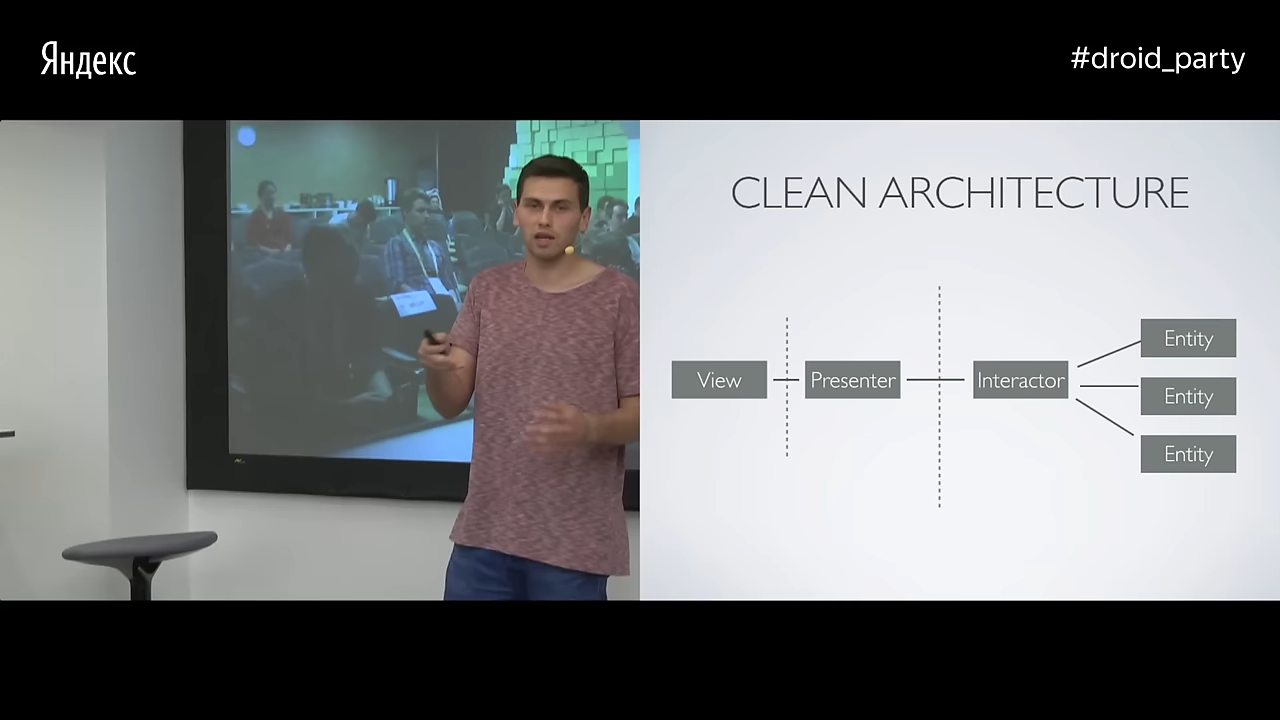 Яндекс
#droid_party
CLEAN ARCHITECTURE
View
Presenter
Interactor
Entity
Entity
Entity